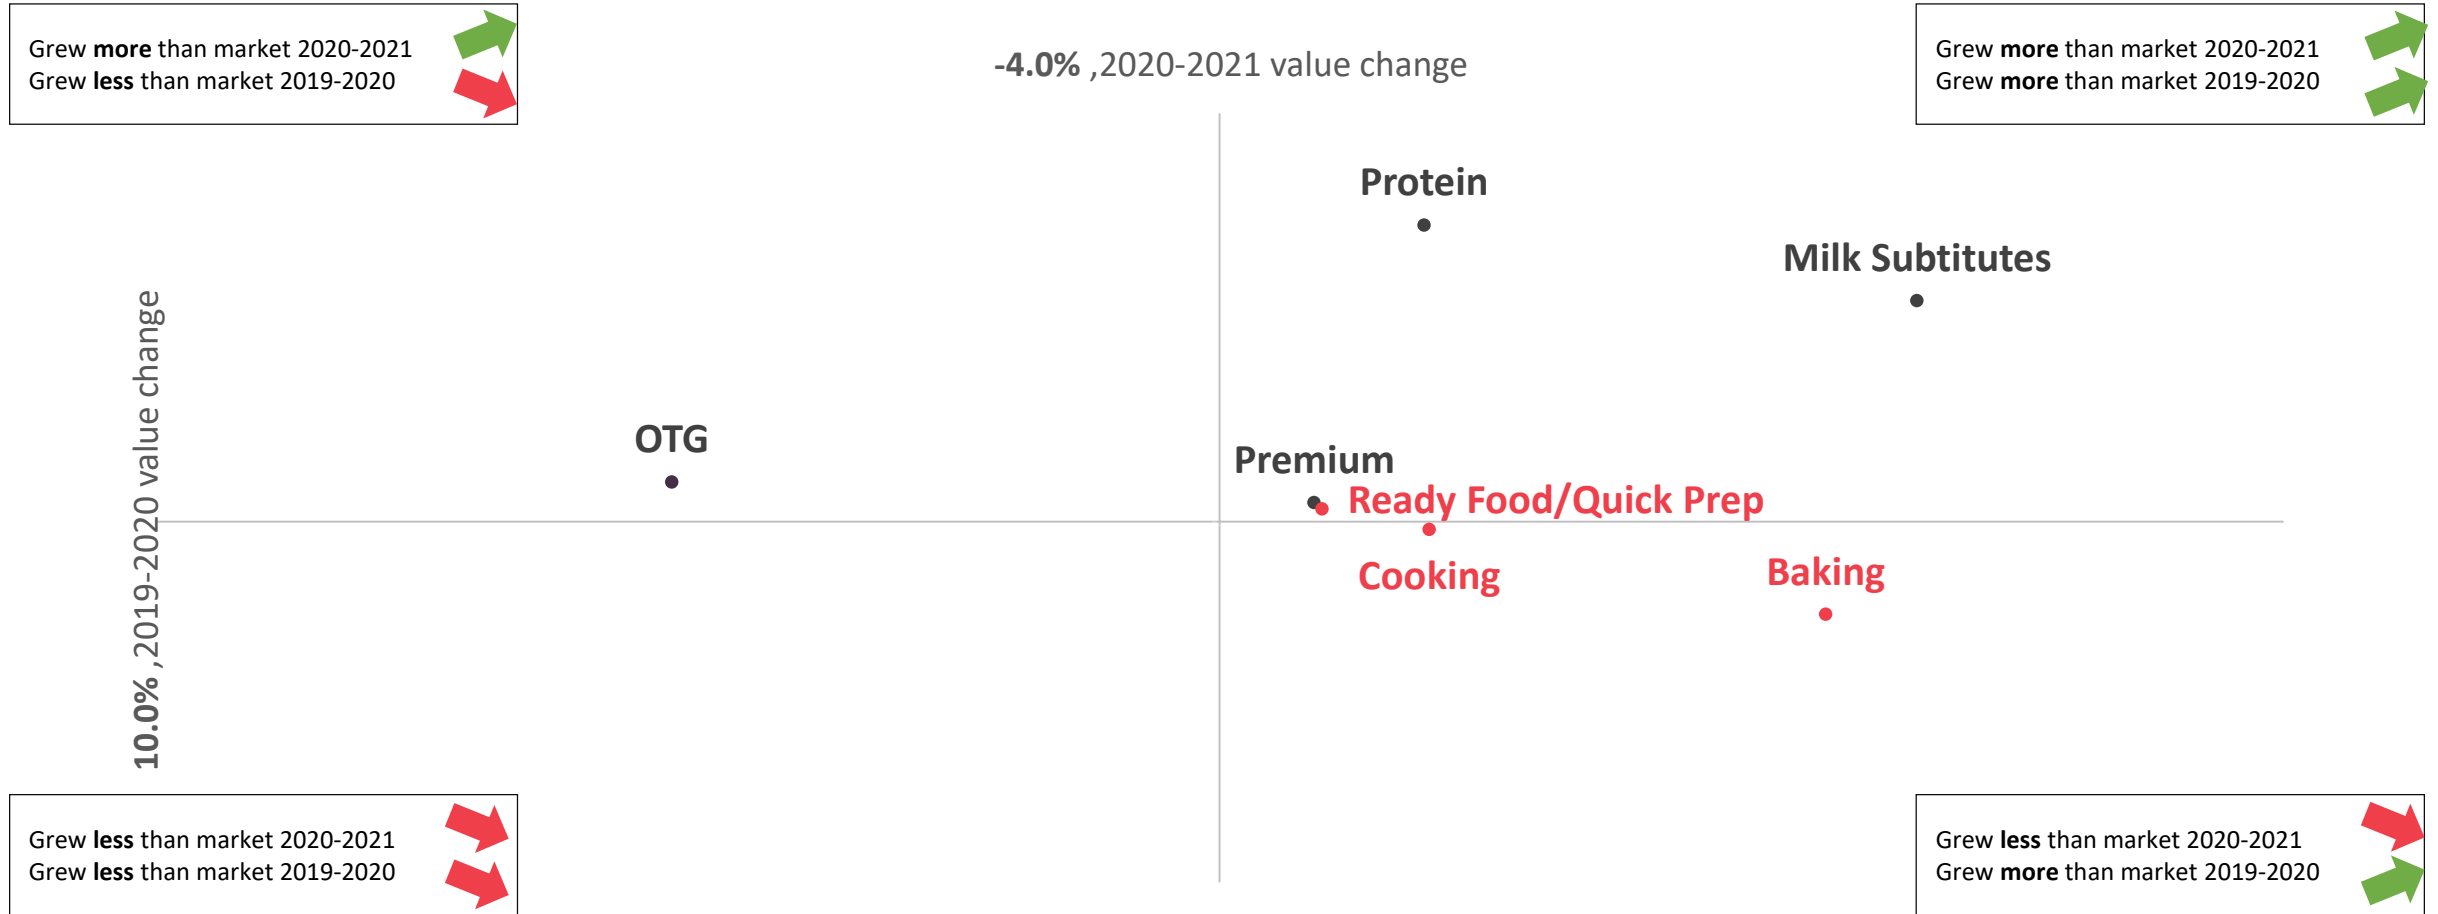 Grew more than market 2020-2021
Grew less than market 2019-2020
-4.0% ,2020-2021 value change
Grew more than market 2020-2021
Grew more than market 2019-2020
Protein
Milk Subtitutes
10.0% ,2019-2020 value change
OTG
Premium
Ready Food/Quick Prep
Cooking
Baking
Grew less than market 2020-2021
Grew less than market 2019-2020
Grew less than market 2020-2021
Grew more than market 2019-2020